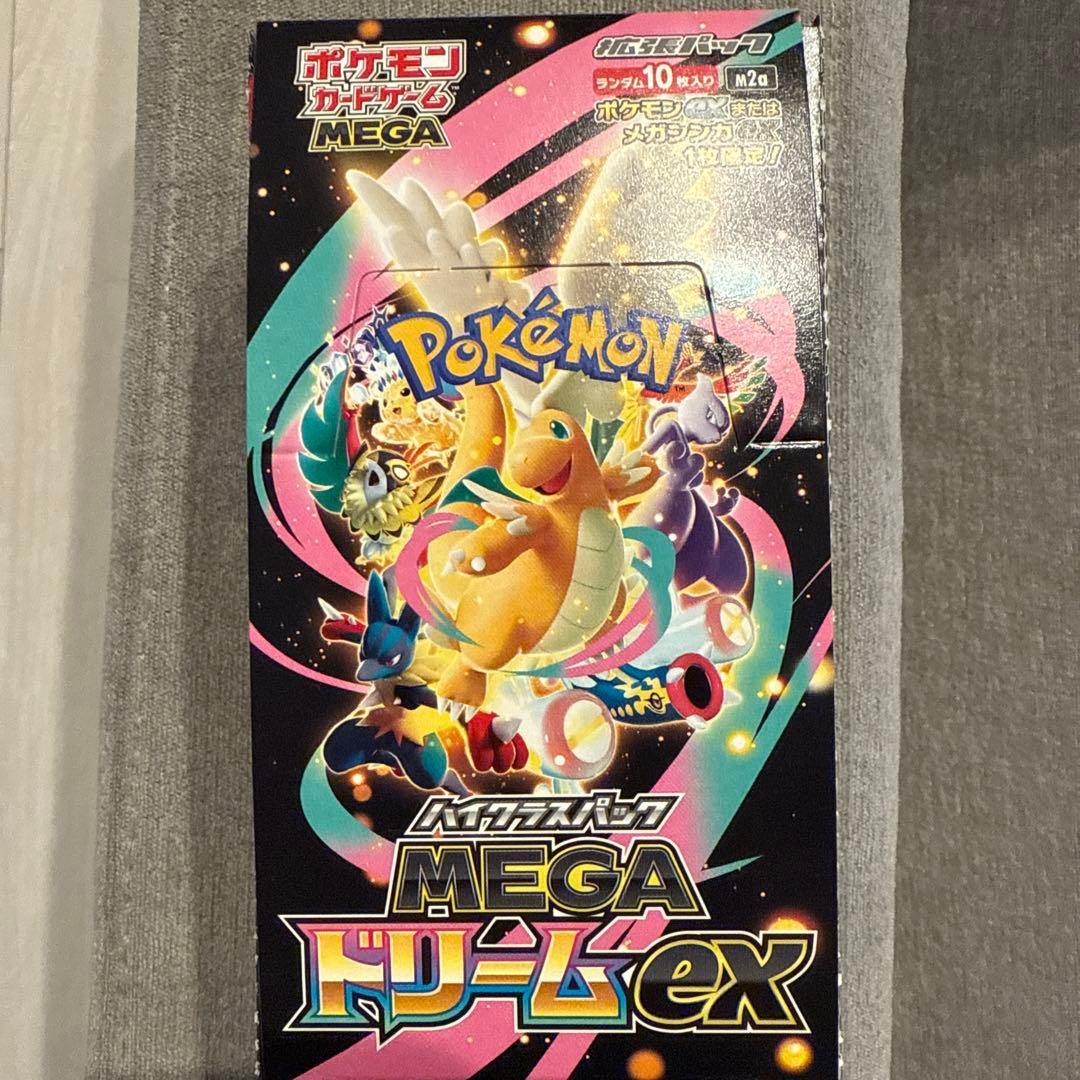 ポケモン
カードゲーム
MEGA
拡張パック
ランダム10枚入り M2a
ポケモンexまたは
メガシンカex
1枚限定!
POKéMON
ハイクラスパック
MEGA
ドリームex